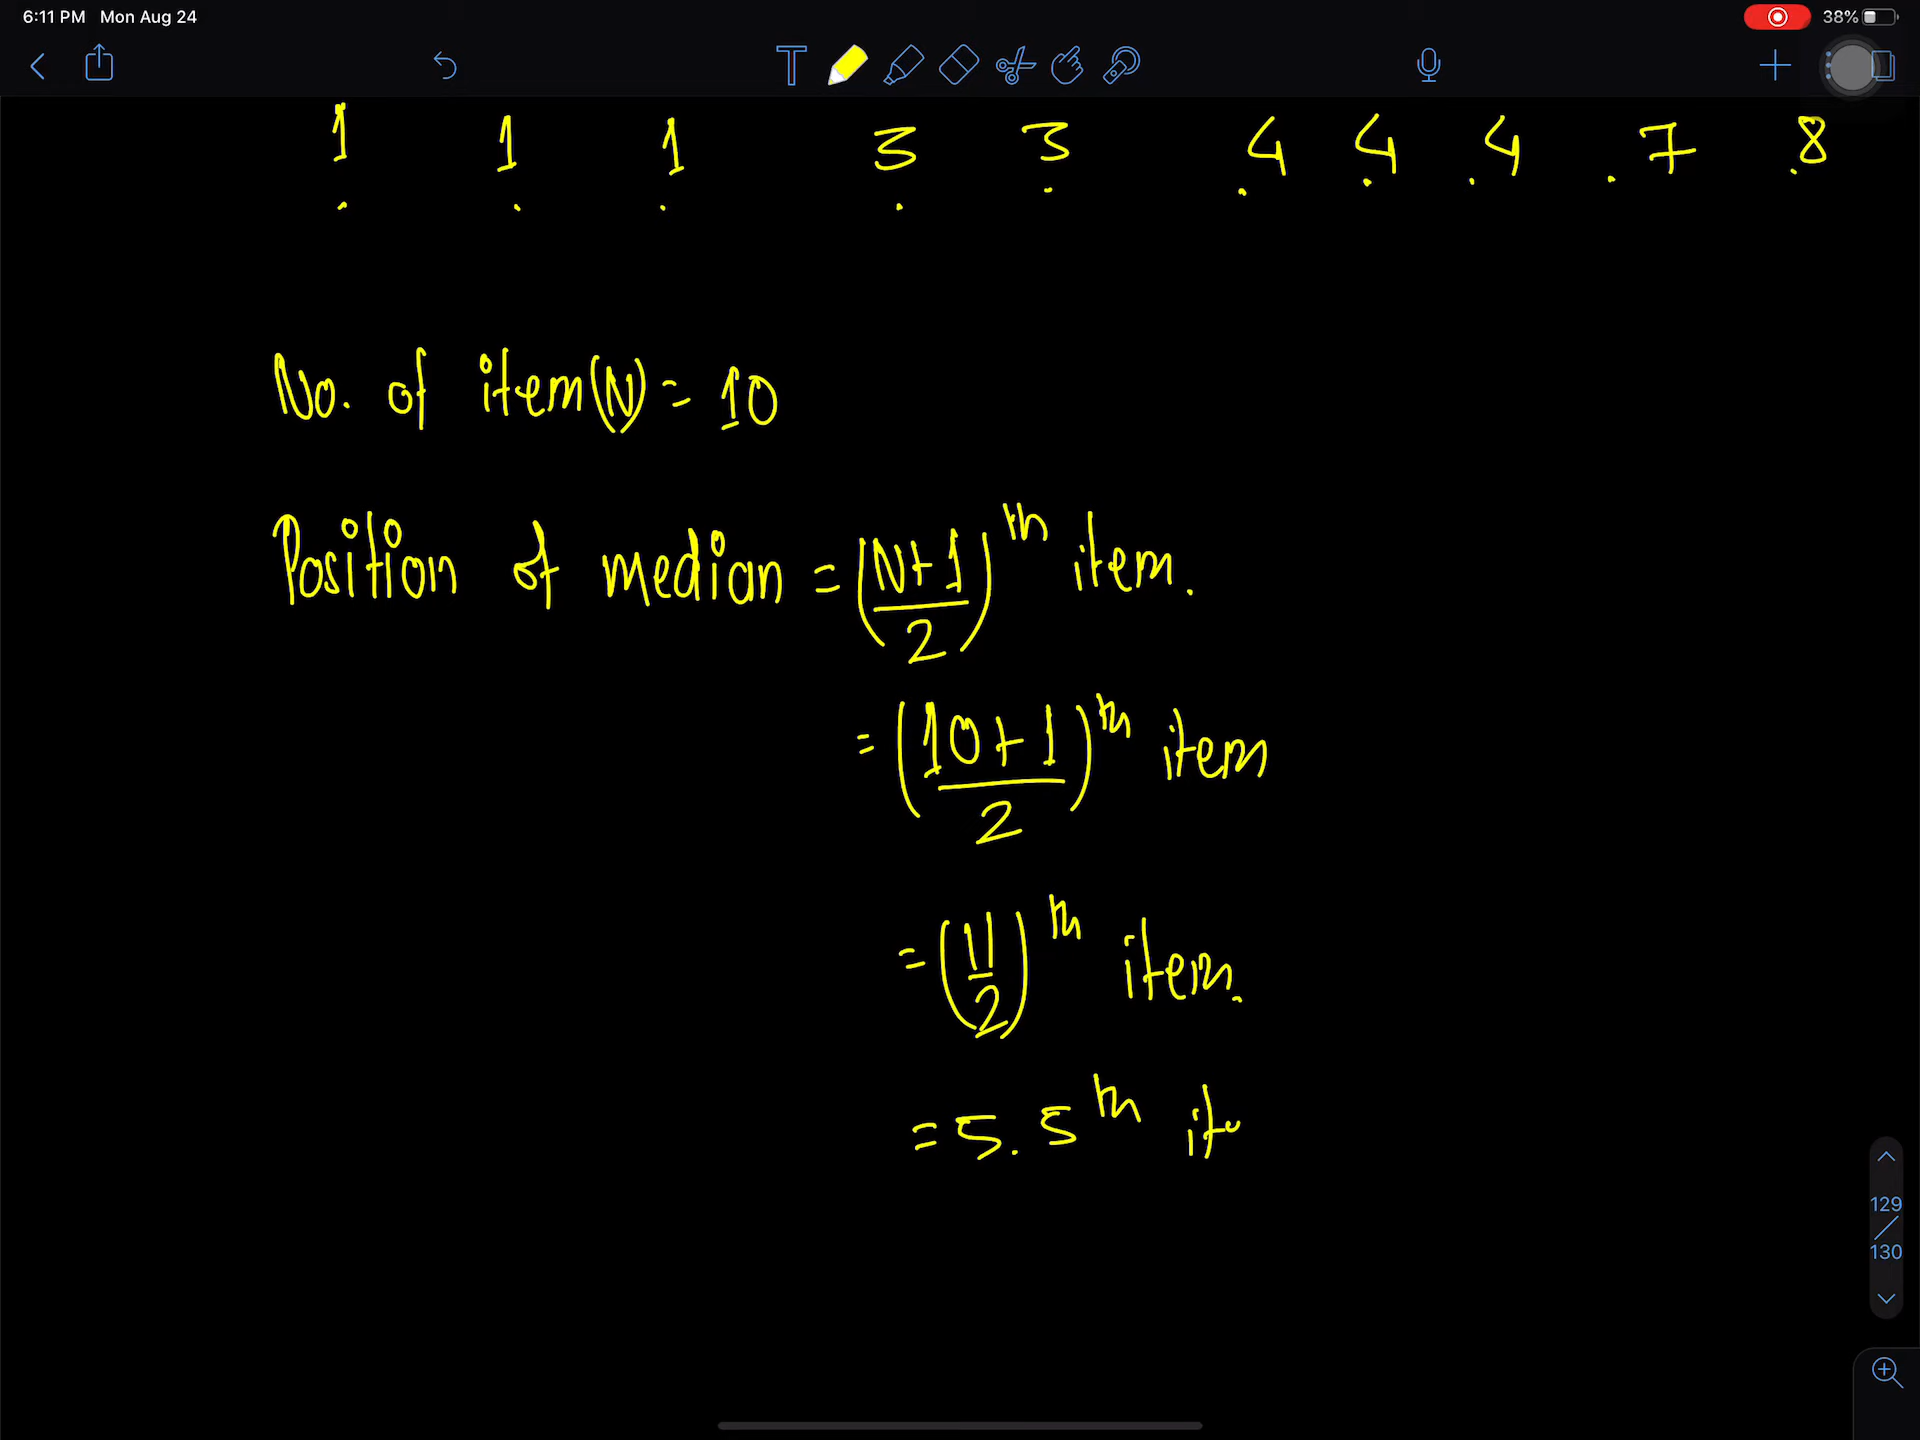 6:11 PM Mon Aug 24 38%
T
1 1 1 3 3 4 4 4 7 8
No. of item(N) = 10
Position of median = (N+1/2)th item.
= (10+1/2)th item
= (11/2)th item.
= 5.5th ite
129
130